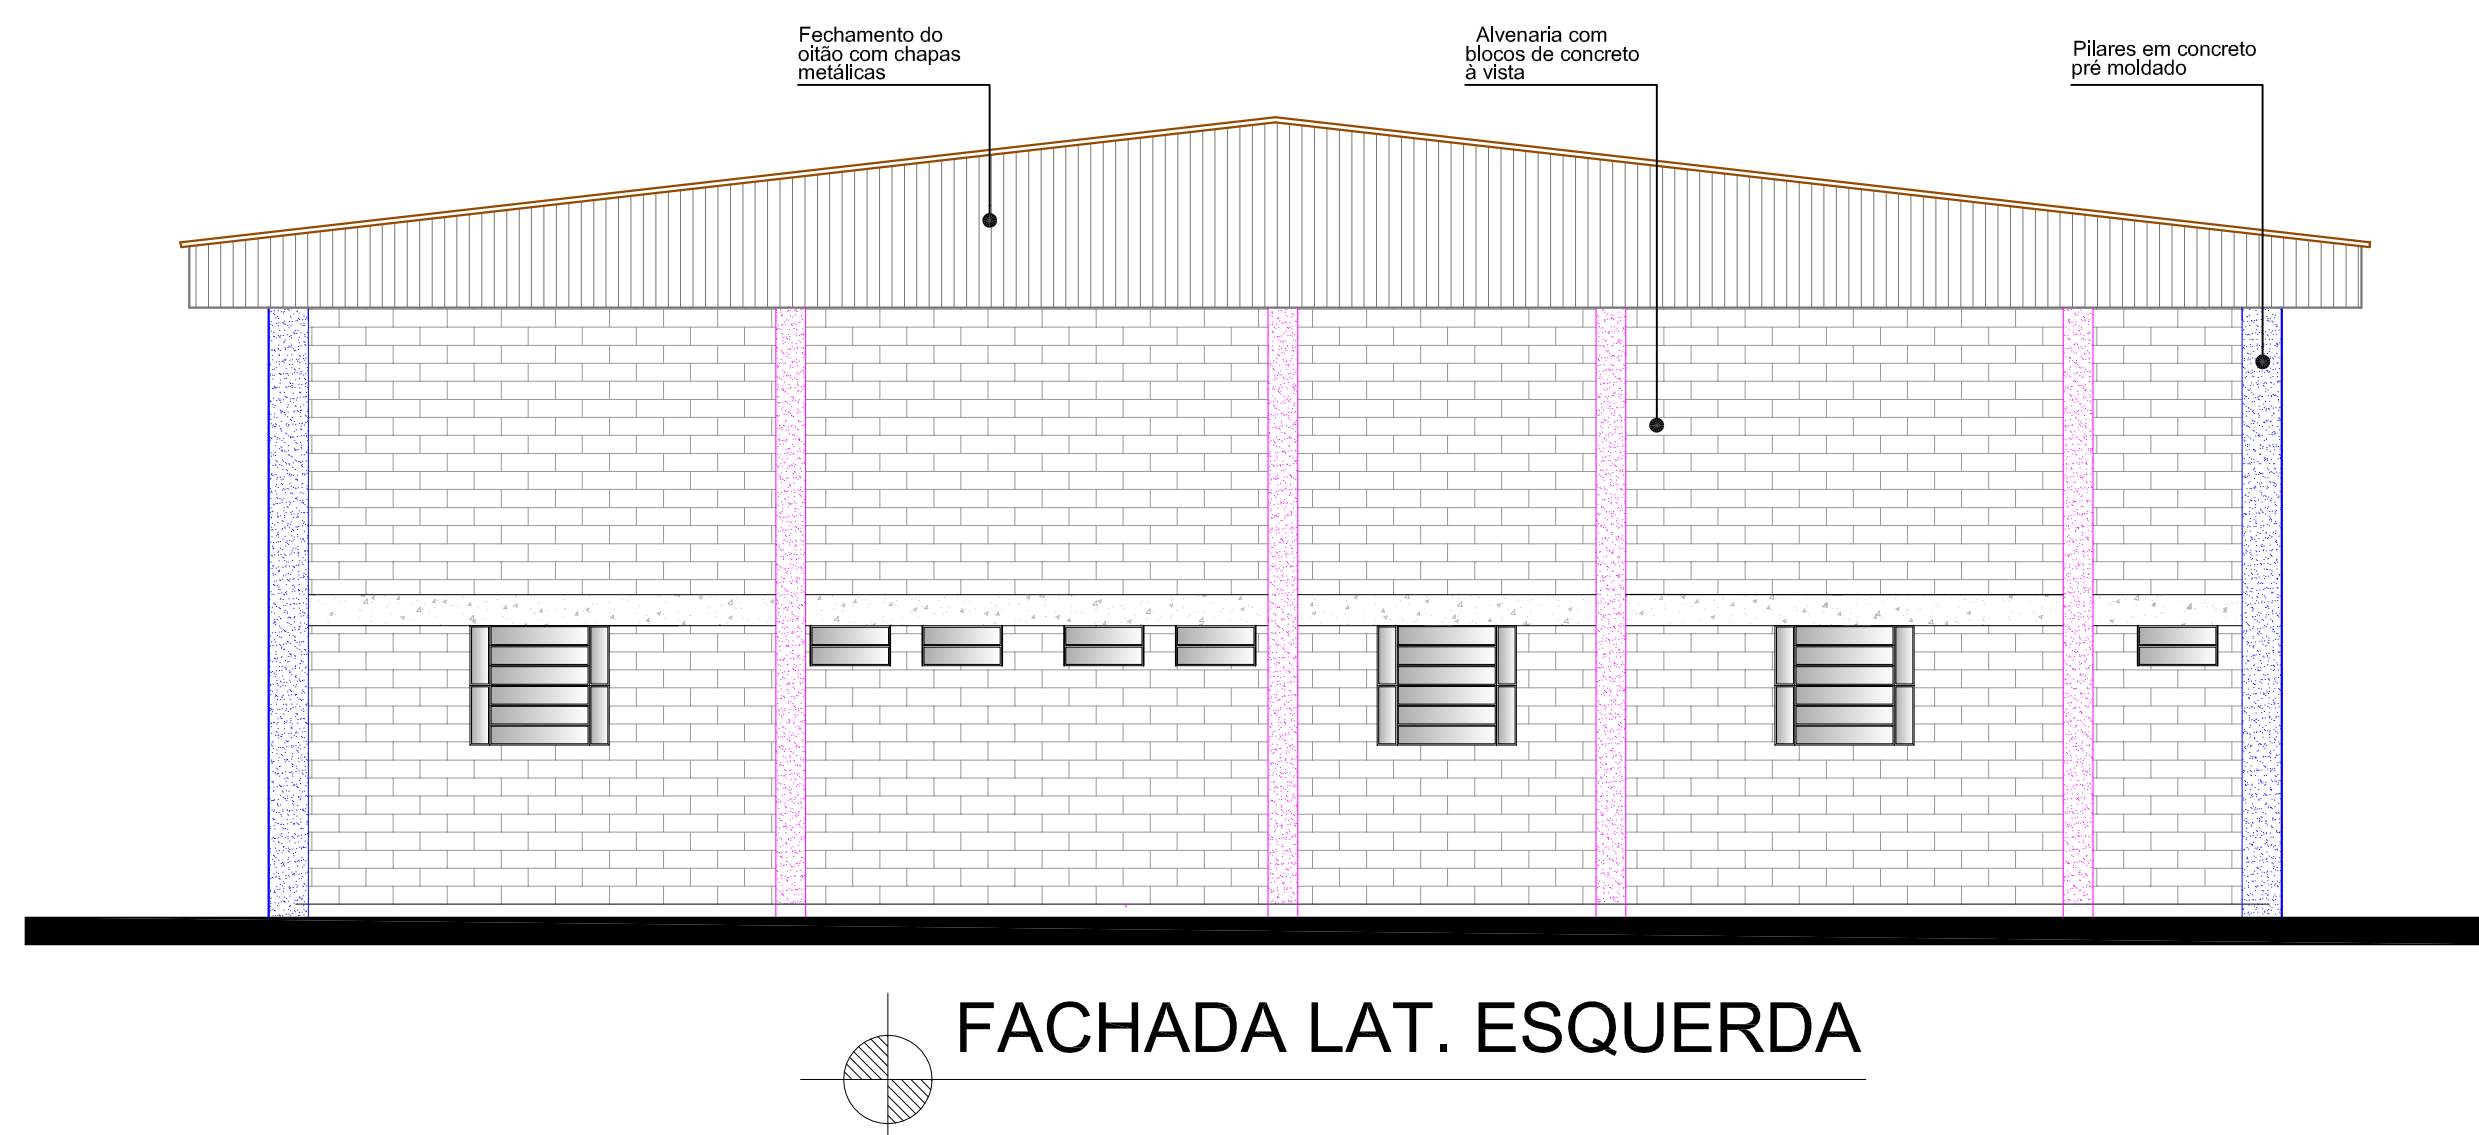 Fechamento do
oitão com chapas
metálicas
Alvenaria com
blocos de concreto
à vista
Pilares em concreto
pré moldado
FACHADA LAT. ESQUERDA